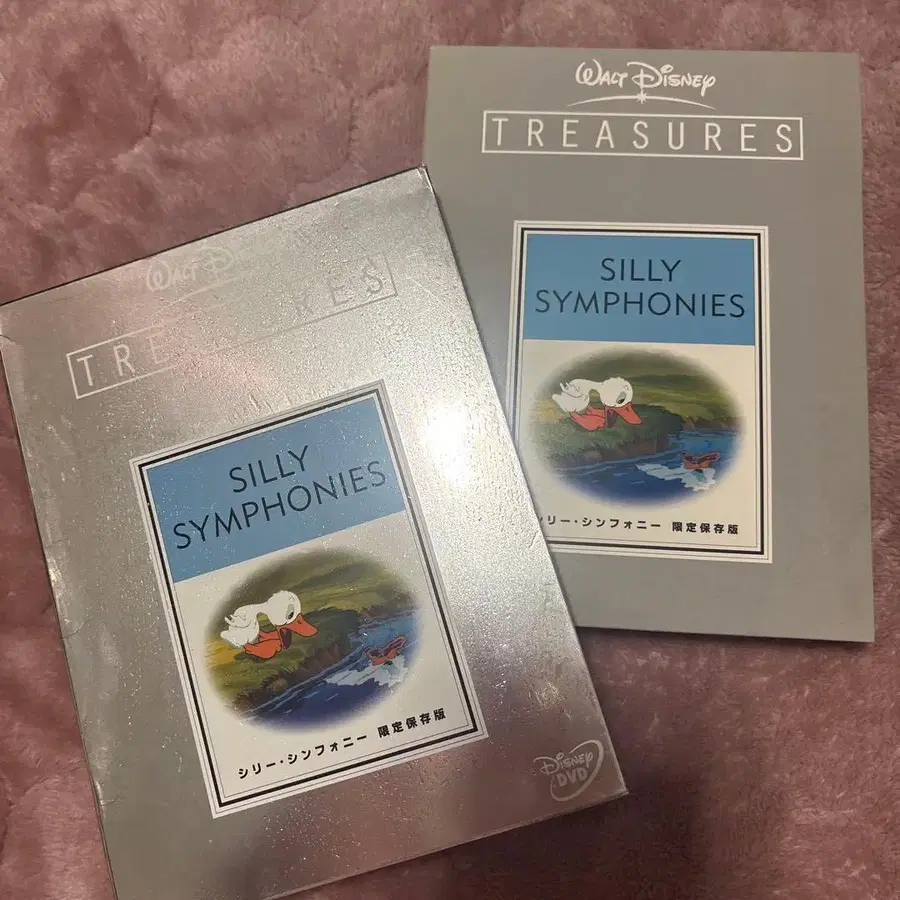 WALT DISNEY
TREASURES
SILLY
SYMPHONIES
シリー・シンフォニー 限定保存版
WALT DISNEY
TREASURES
SILLY
SYMPHONIES
シリー・シンフォニー 限定保存版
DISNEY
DVD